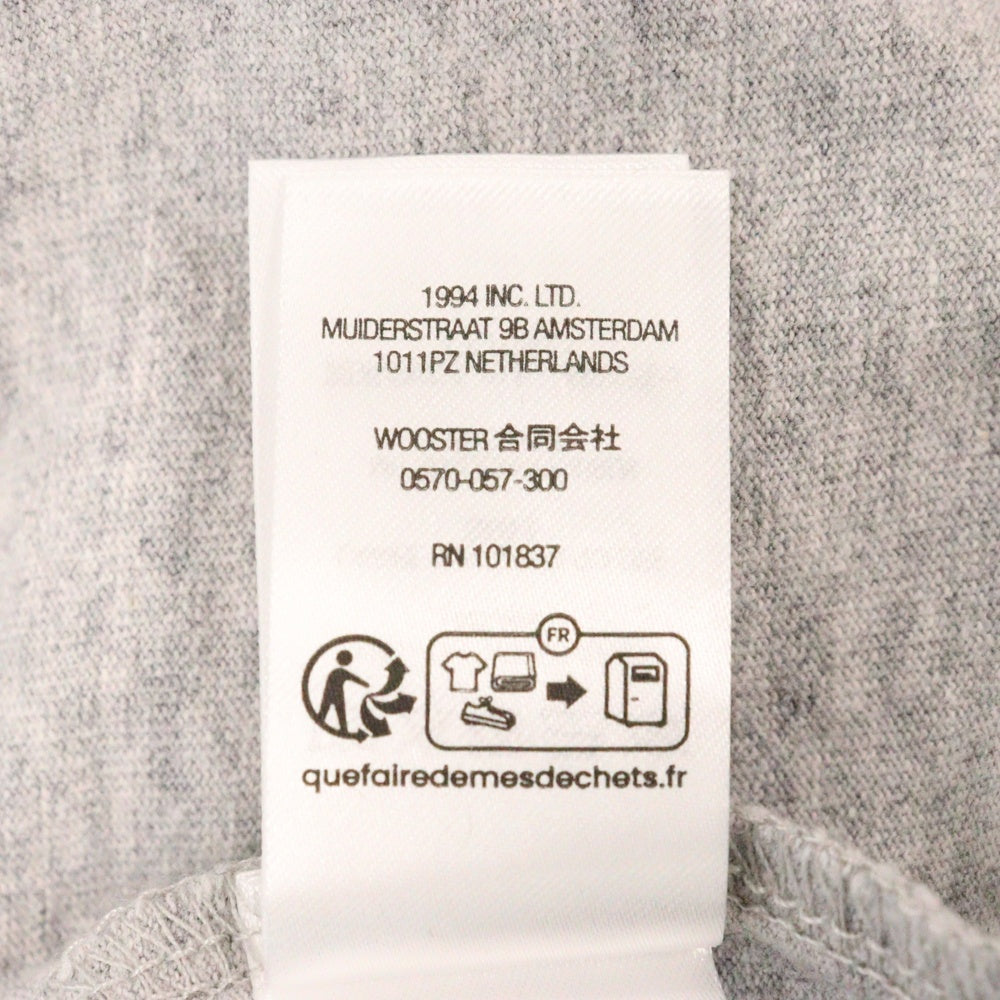 1994 INC. LTD.
MUIDERSTRAAT 9B AMSTERDAM
1011PZ NETHERLANDS
WOOSTER 合同会社
0570-057-300
RN 101837
FR
quefairedemesdechets.fr